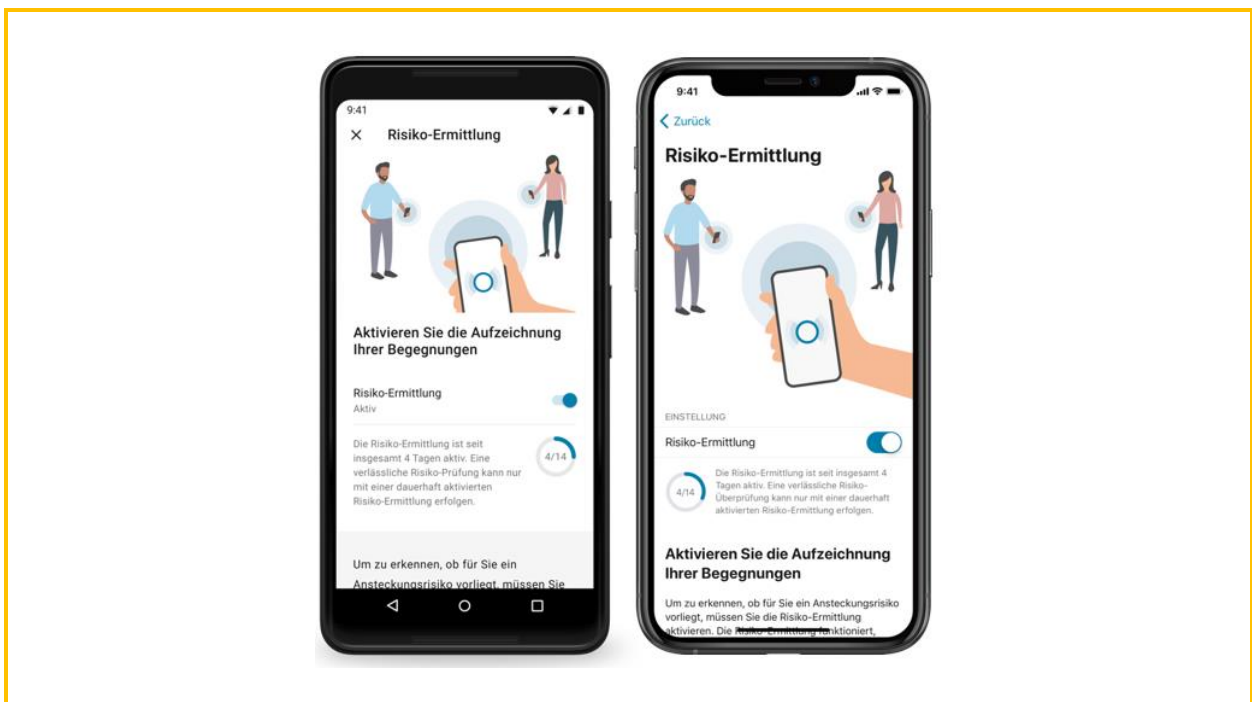 9:41
Risiko-Ermittlung
Aktivieren Sie die Aufzeichnung
Ihrer Begegnungen
Risiko-Ermittlung
Aktiv
Die Risiko-Ermittlung ist seit
insgesamt 4 Tagen aktiv. Eine
verlässliche Risiko-Prüfung kann nur
mit einer dauerhaft aktivierten
Risiko-Ermittlung erfolgen.
4/14
Um zu erkennen, ob für Sie ein
Ansteckungsrisiko vorliegt, müssen Sie
9:41
Zurück
Risiko-Ermittlung
EINSTELLUNG
Risiko-Ermittlung
4/14
Die Risiko-Ermittlung ist seit insgesamt 4
Tagen aktiv. Eine verlässliche Risiko-
Überprüfung kann nur mit einer dauerhaft
aktivierten Risiko-Ermittlung erfolgen.
Aktivieren Sie die Aufzeichnung
Ihrer Begegnungen
Um zu erkennen, ob für Sie ein Ansteckungsrisiko
vorliegt, müssen Sie die Risiko-Ermittlung
aktivieren. Die Risiko-Ermittlung funktioniert,